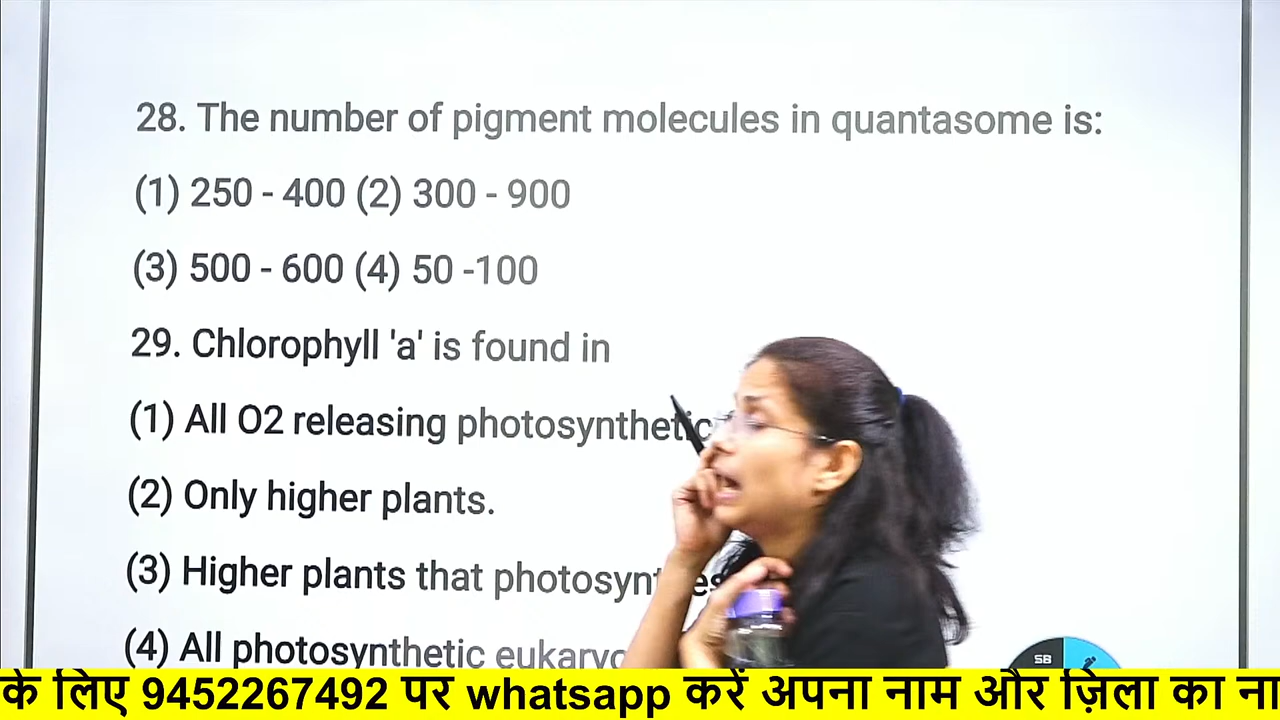 28. The number of pigment molecules in quantasome is:
(1) 250 - 400 (2) 300 - 900
(3) 500 - 600 (4) 50 -100
29. Chlorophyll 'a' is found in
(1) All O2 releasing photosynthetic
(2) Only higher plants.
(3) Higher plants that
(4) All photosynthetic
SB
के लिए 9452267492 पर whatsapp करें अपना नाम और ज़िला का